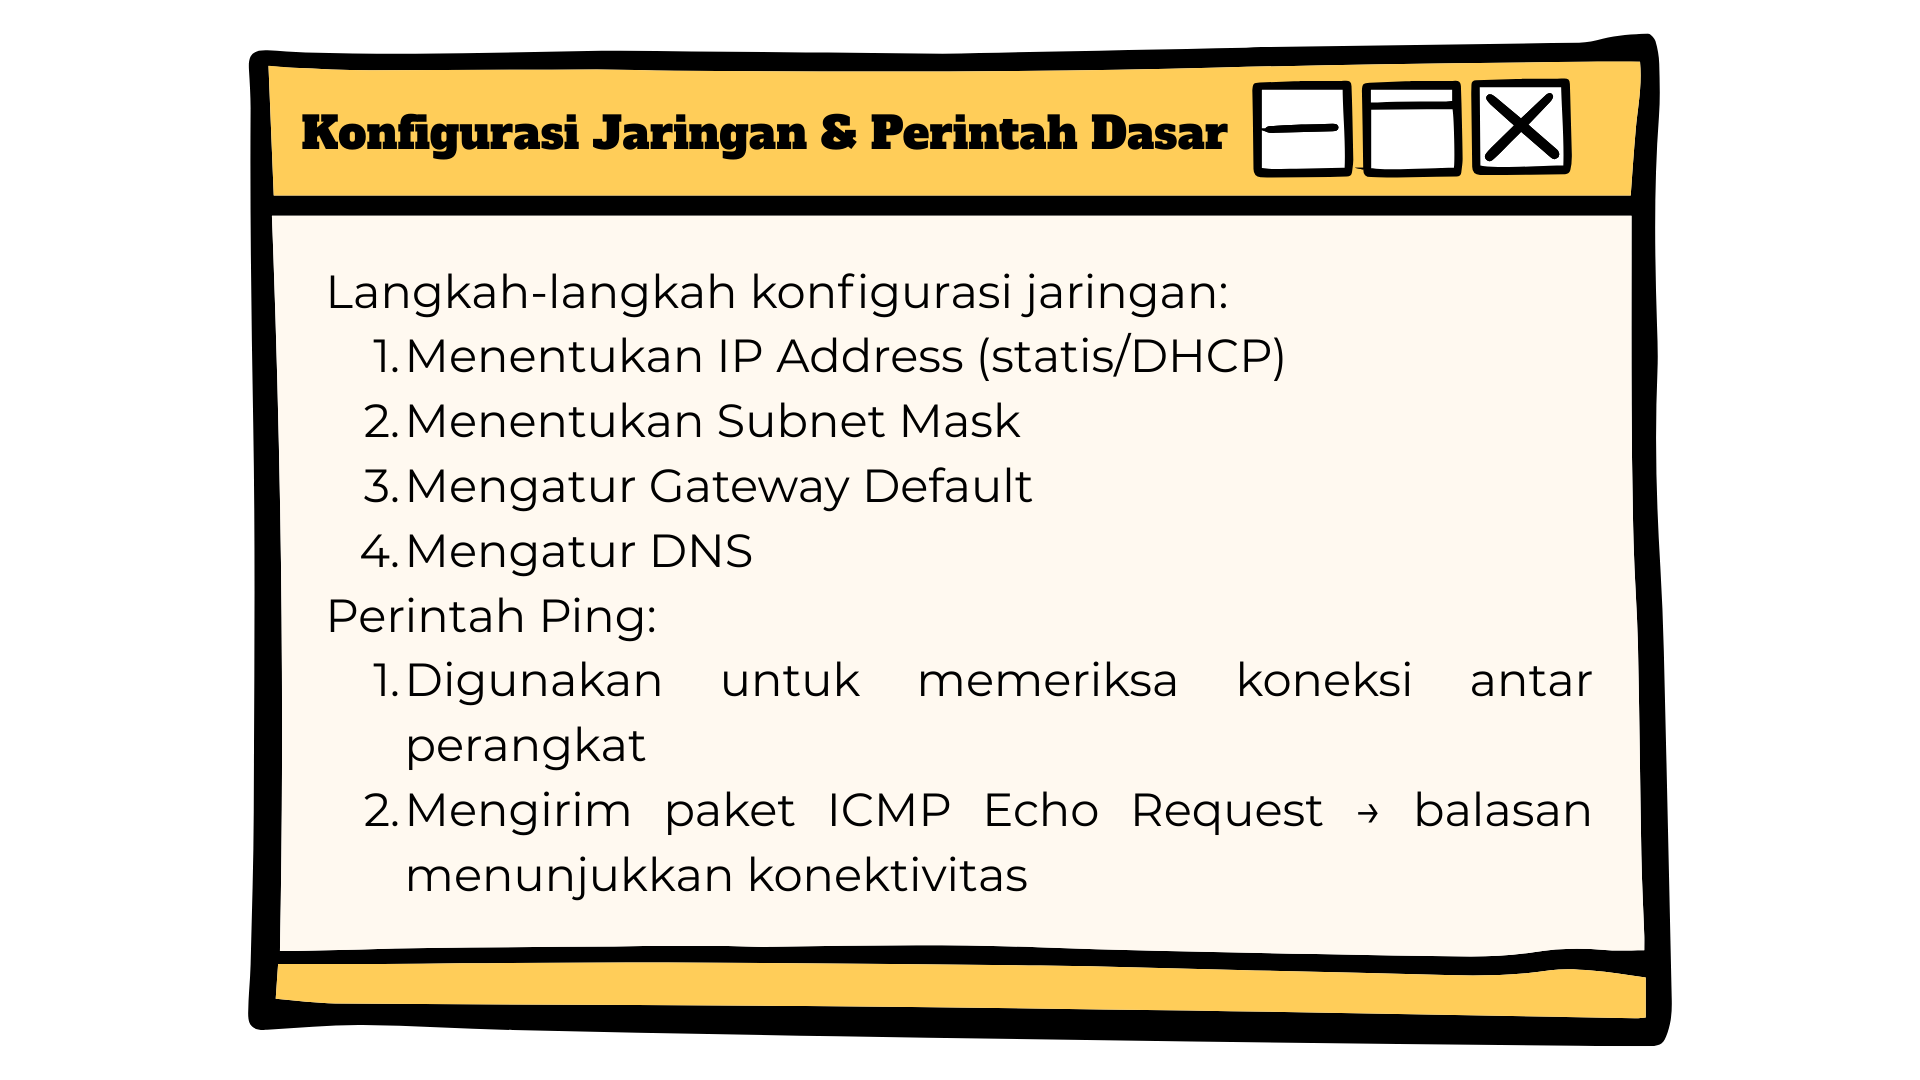 Konfigurasi Jaringan & Perintah Dasar
Langkah-langkah konfigurasi jaringan:
1. Menentukan IP Address (statis/DHCP)
2. Menentukan Subnet Mask
3. Mengatur Gateway Default
4. Mengatur DNS
Perintah Ping:
1. Digunakan untuk memeriksa koneksi antar
perangkat
2. Mengirim paket ICMP Echo Request → balasan
menunjukkan konektivitas